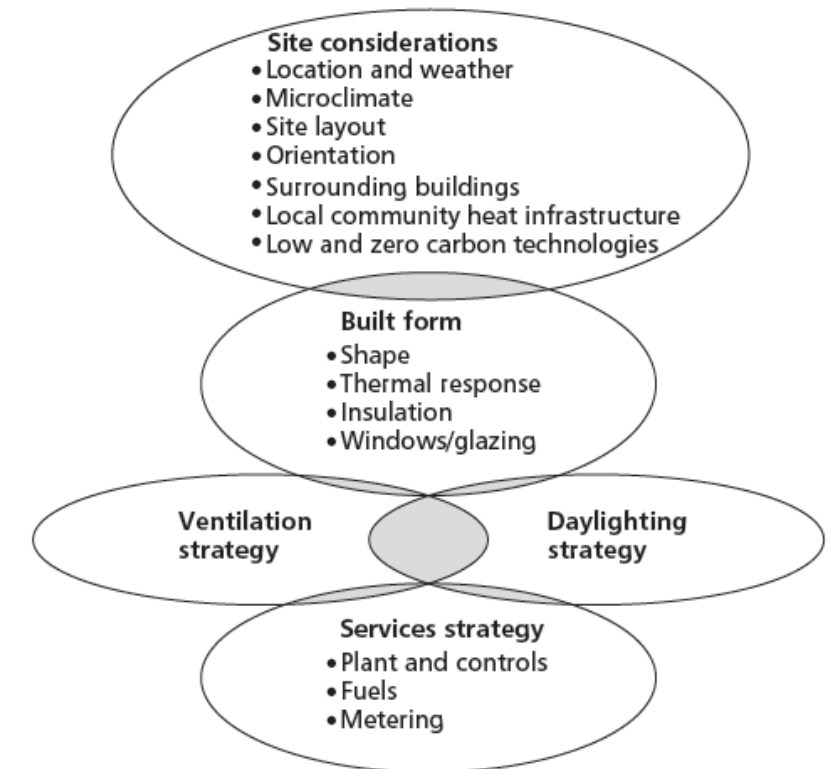 Site considerations
• Location and weather
• Microclimate
• Site layout
• Orientation
• Surrounding buildings
• Local community heat infrastructure
• Low and zero carbon technologies
Built form
• Shape
• Thermal response
• Insulation
• Windows/glazing
Ventilation
strategy
Daylighting
strategy
Services strategy
• Plant and controls
• Fuels
• Metering